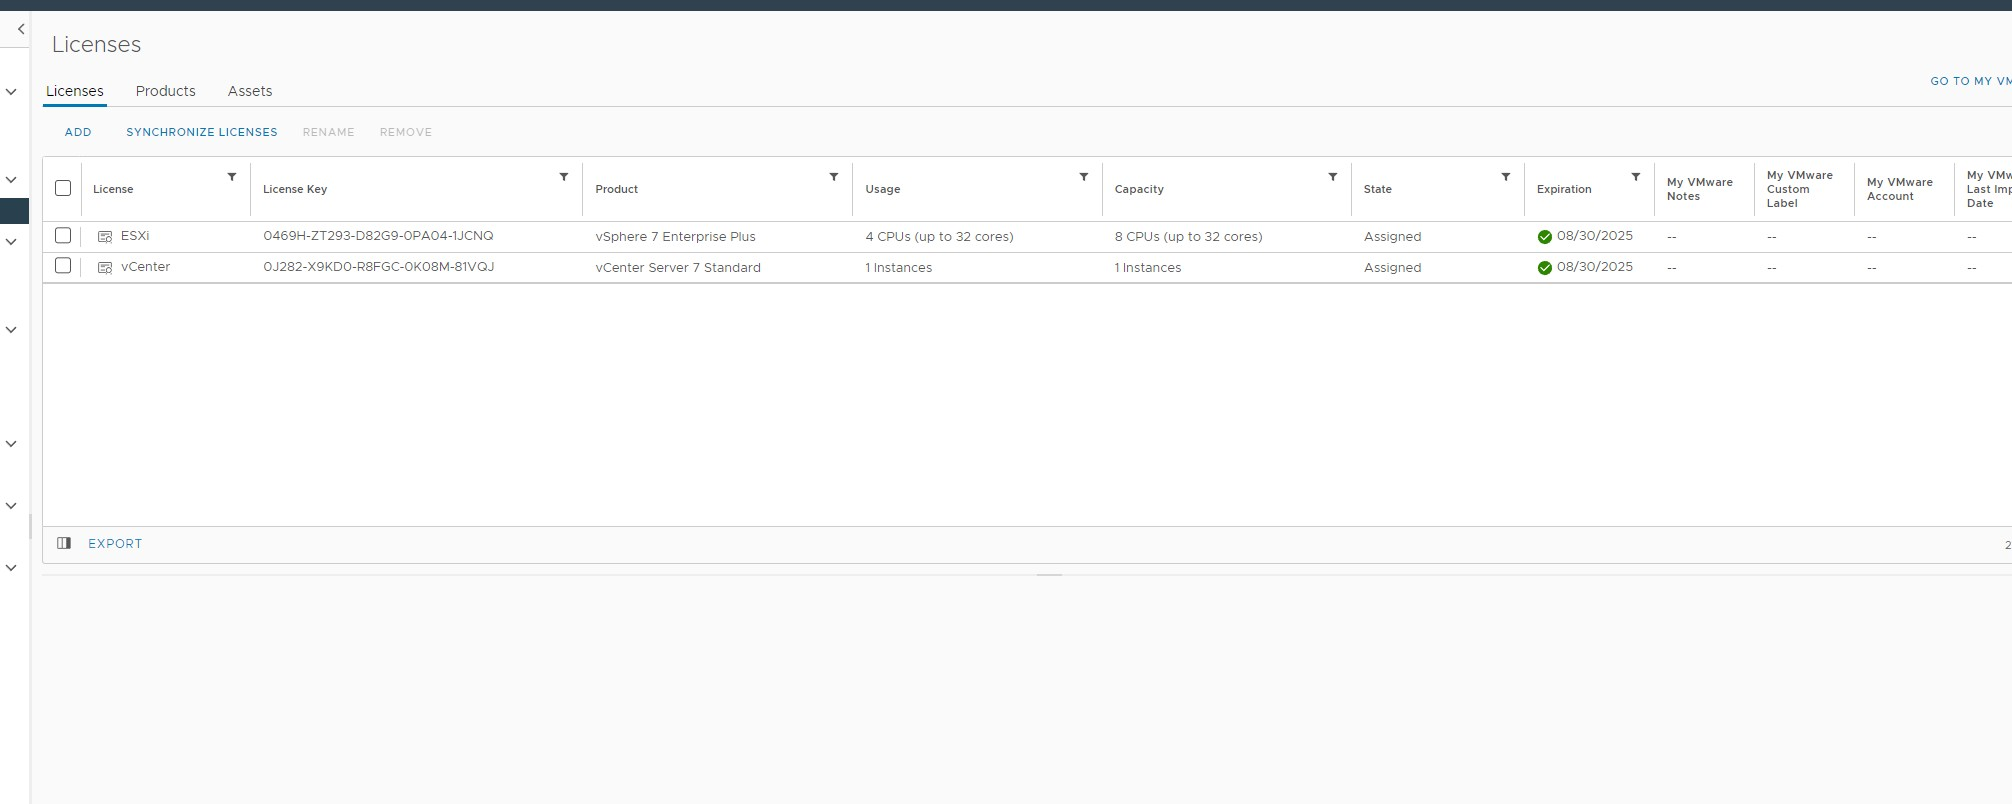 Licenses
GO TO MY VM
Licenses Products Assets
ADD SYNCHRONIZE LICENSES RENAME REMOVE
License License Key Product Usage Capacity State Expiration My VMware Notes My VMware Custom Label My VMware Account My VMw Last Imp Date
ESXi 0469H-ZT293-D82G9-0PA04-1JCNQ vSphere 7 Enterprise Plus 4 CPUs (up to 32 cores) 8 CPUs (up to 32 cores) Assigned 08/30/2025 -- -- -- --
vCenter 0J282-X9KD0-R8FGC-0K08M-81VQJ vCenter Server 7 Standard 1 Instances 1 Instances Assigned 08/30/2025 -- -- -- --
EXPORT 2